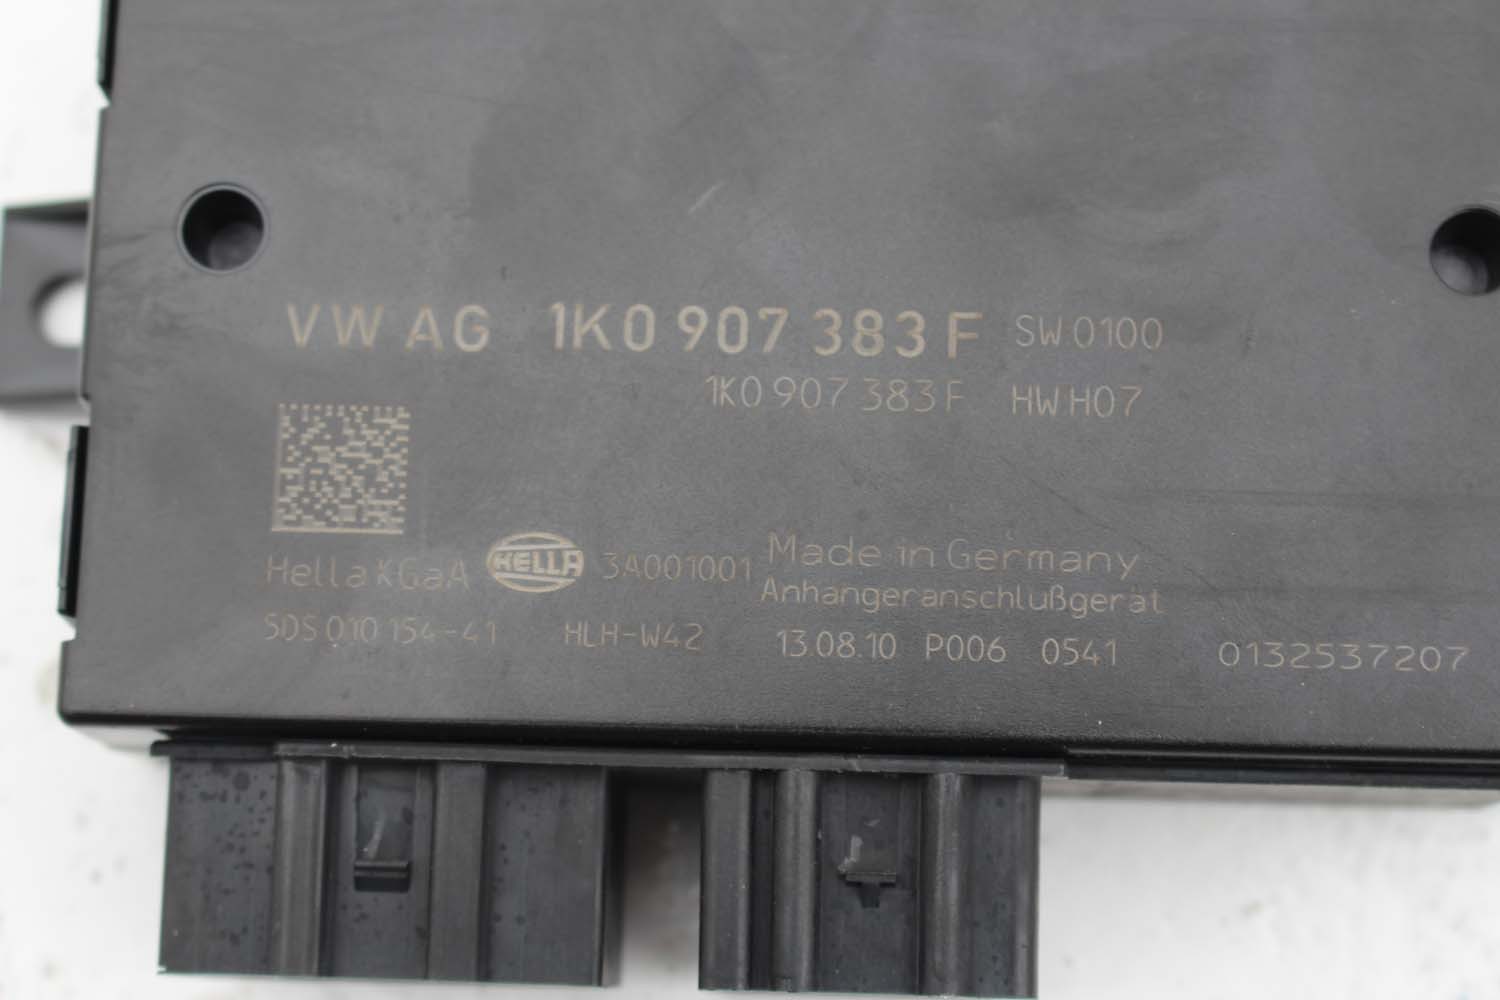 VW AG 1K0 907 383 F SW 0100
1K0 907 383 F HW H07
Hella KGaA HELLA 3A001001 Made in Germany
Anhangeranschlußgerät
5DS 010 154-41 HLH-W42 13.08.10 P006 0541 0132537207